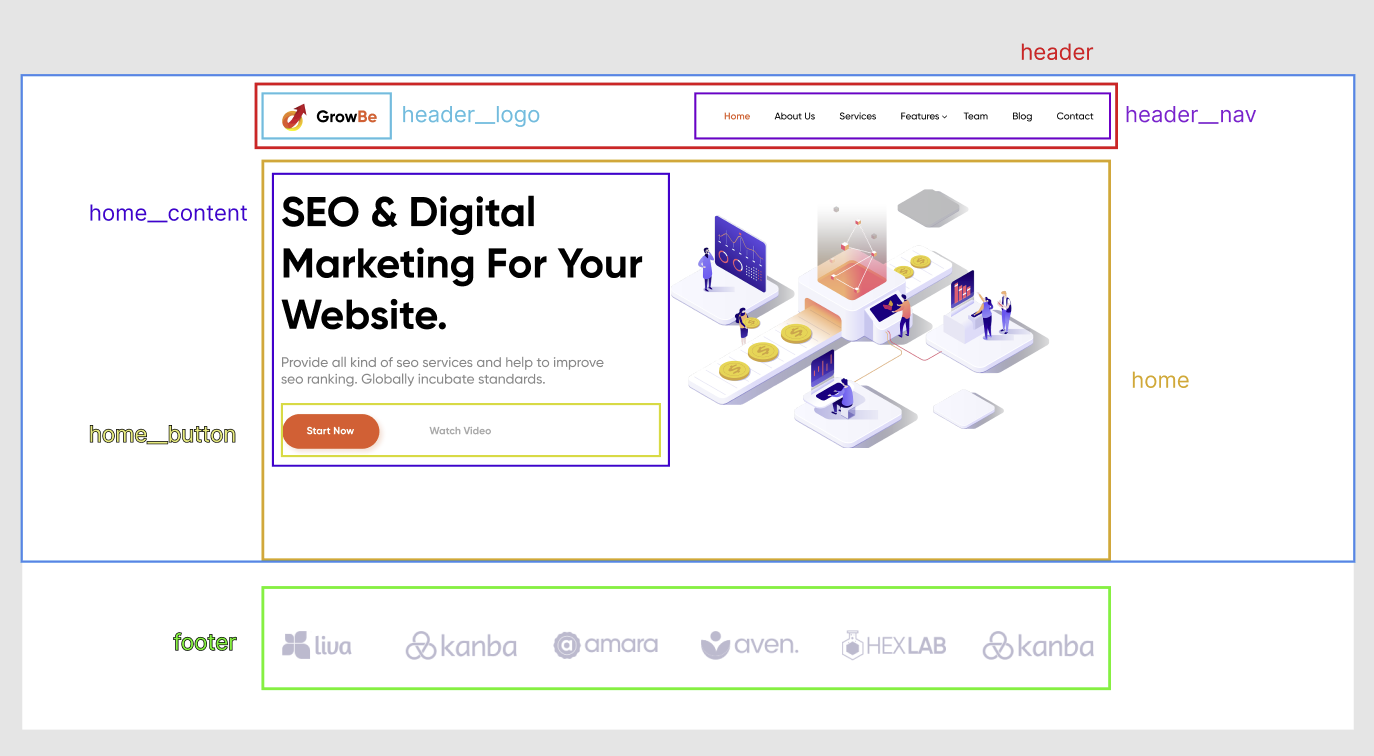 header
GrowBe
header__logo
Home
About Us
Services
Features
Team
Blog
Contact
header__nav
home__content
SEO & Digital
Marketing For Your
Website.
Provide all kind of seo services and help to improve
seo ranking. Globally incubate standards.
home
home__button
Start Now
Watch Video
footer
liva
kanba
amara
aven.
HEXLAB
kanba